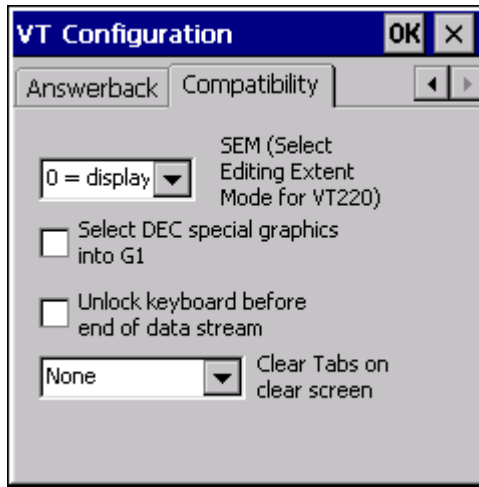 VT Configuration OK ×
Answerback Compatibility
0 = display
SEM (Select
Editing Extent
Mode for VT220)
Select DEC special graphics
into G1
Unlock keyboard before
end of data stream
None
Clear Tabs on
clear screen